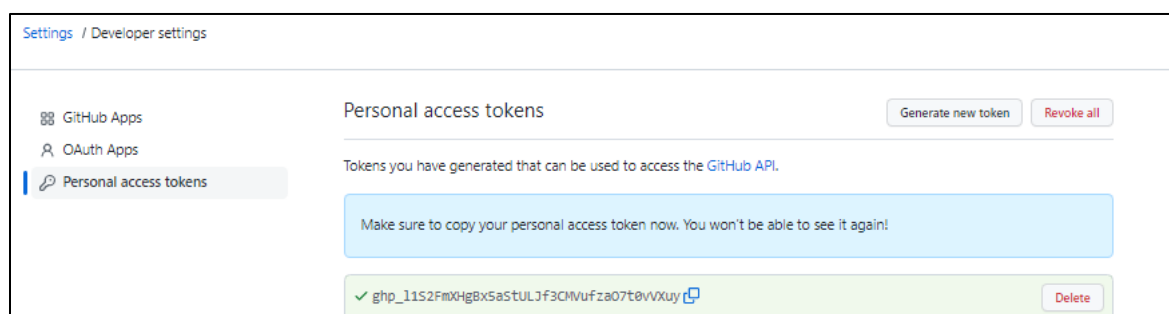 Settings / Developer settings
GitHub Apps
Personal access tokens
Generate new token
Revoke all
OAuth Apps
Personal access tokens
Tokens you have generated that can be used to access the GitHub API.
Make sure to copy your personal access token now. You won't be able to see it again!
Delete